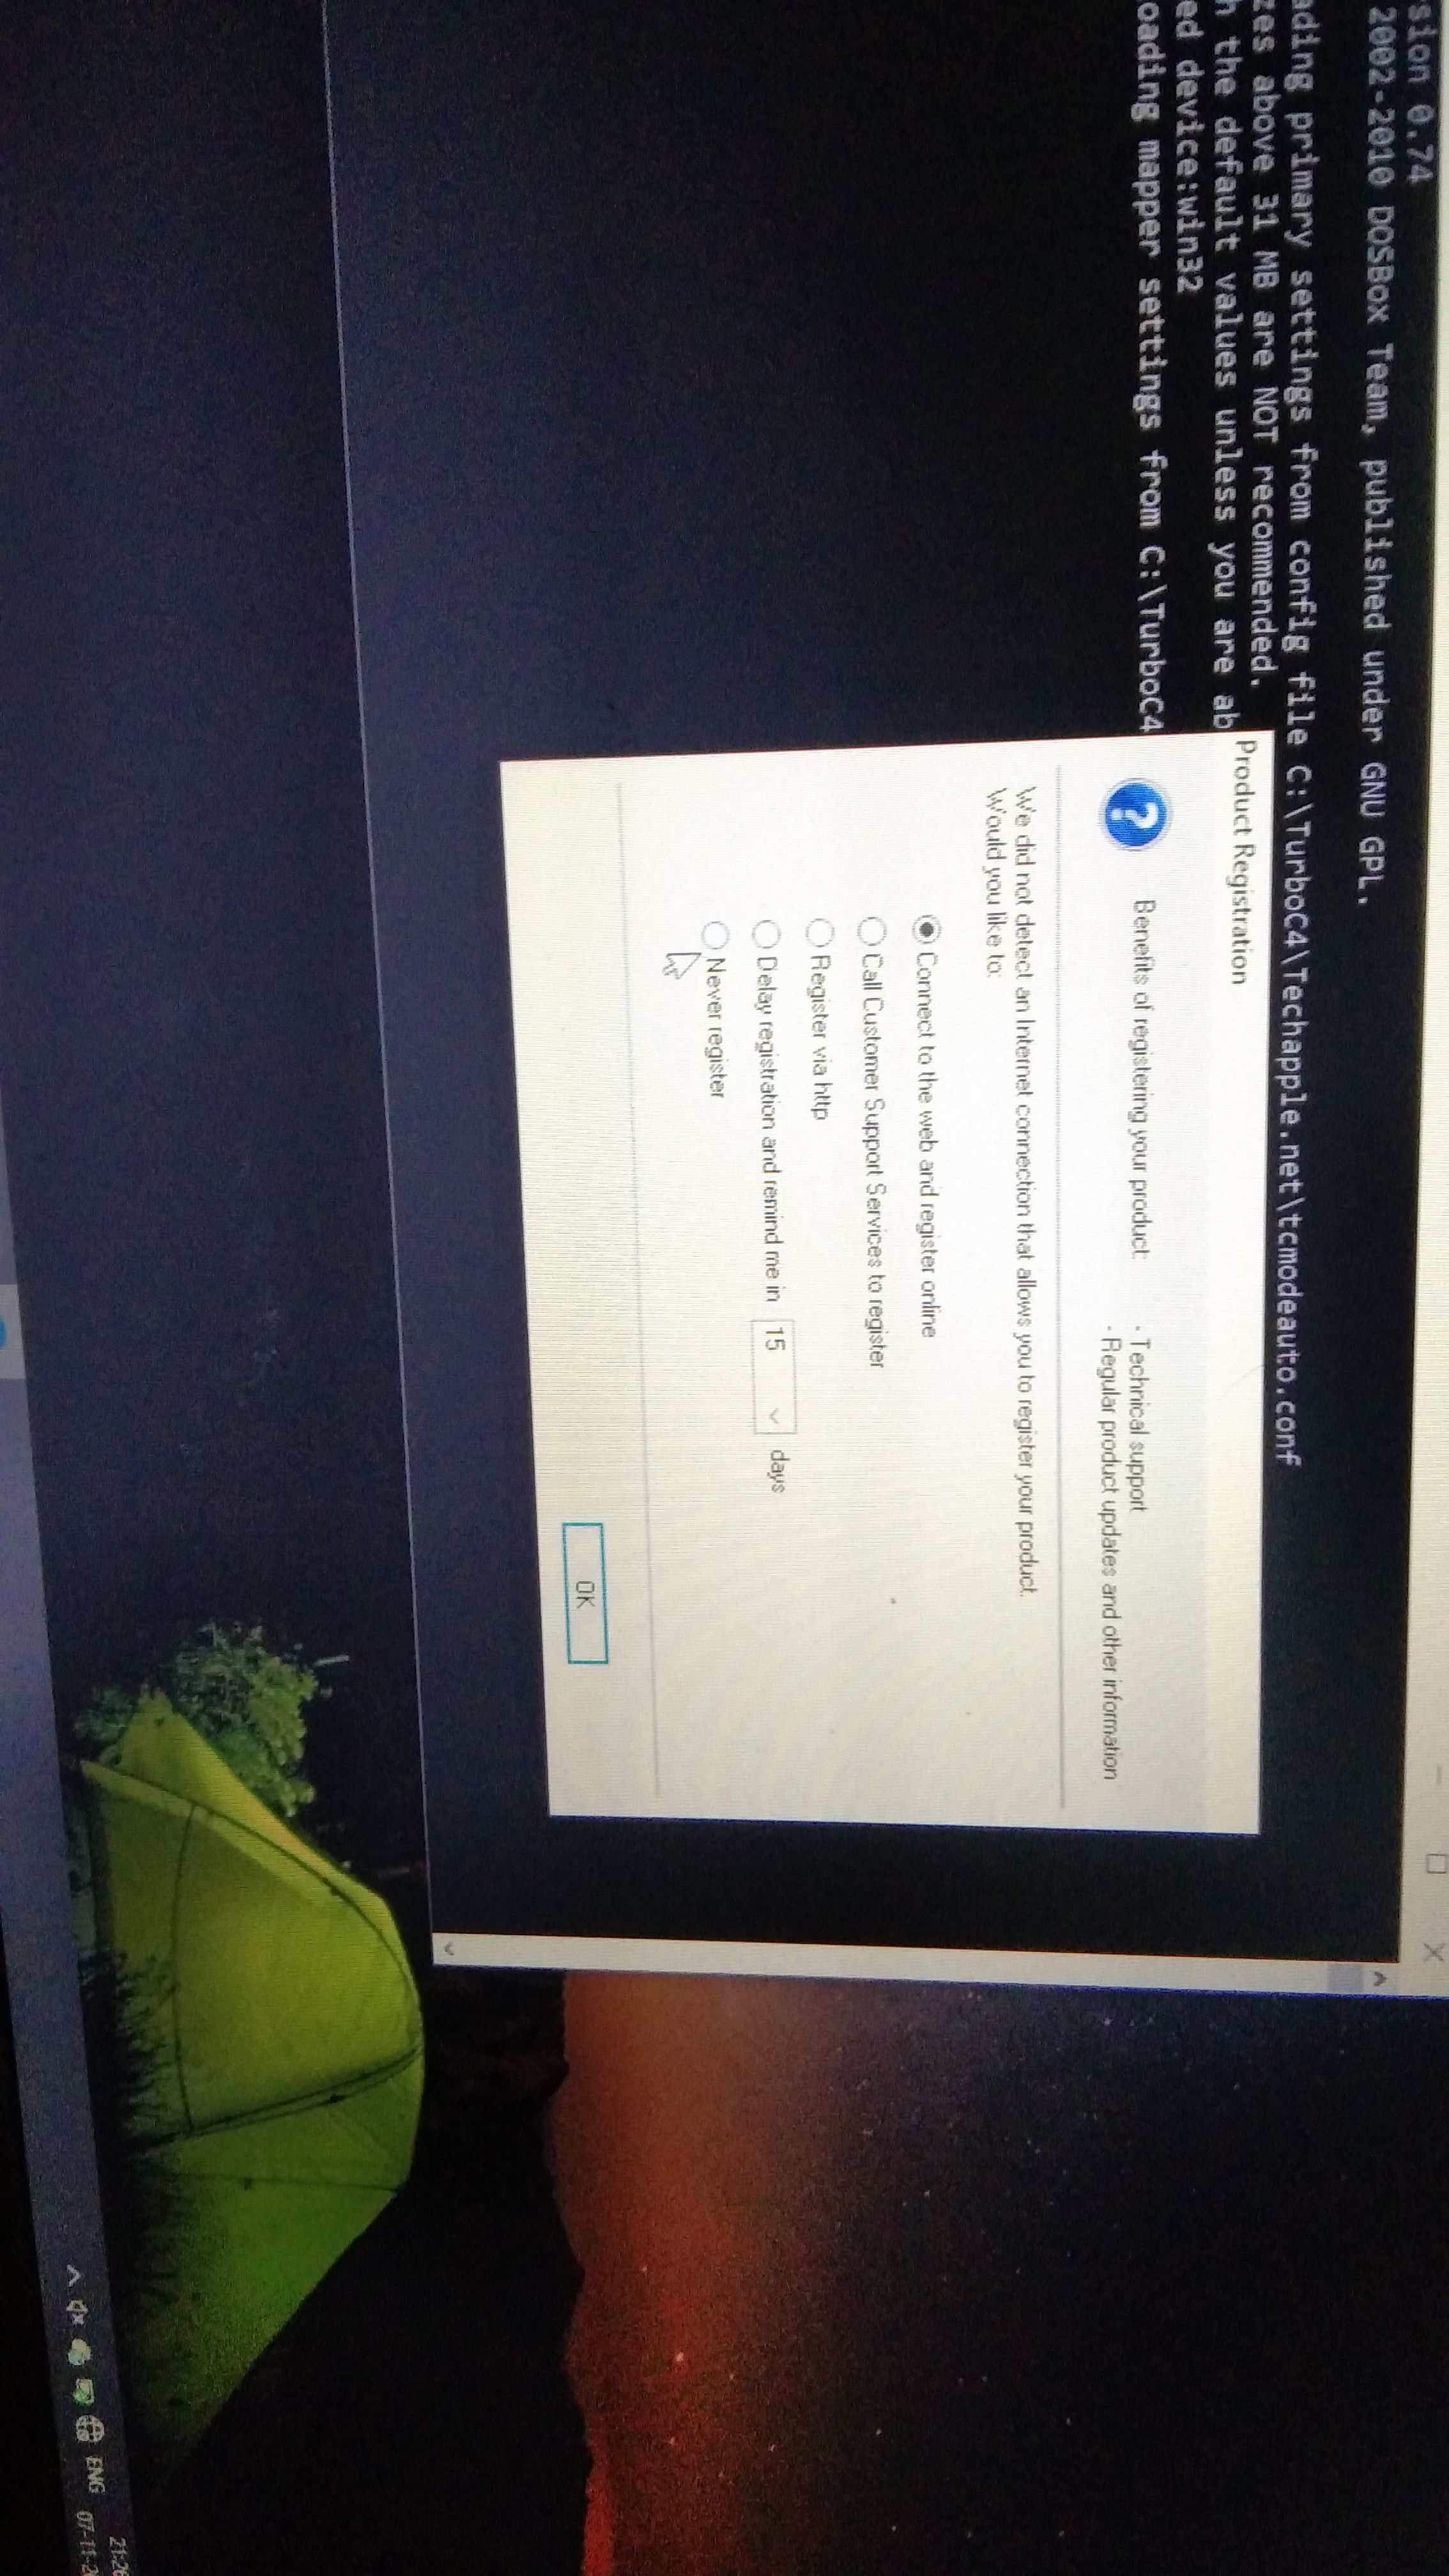 sion 0.74
2002-2010 DOSBox Team, published under GNU GPL.
ading primary settings from config file C:\TurboC4\Techapple.net\tcmodeauto.conf
zes above 31 MB are NOT recommended.
h the default values unless you are ab
ed device:win32
oading mapper settings from C:\TurboC4
Product Registration
Benefits of registering your product:
- Technical support
- Regular product updates and other information
We did not detect an Internet connection that allows you to register your product.
Would you like to:
Connect to the web and register online
Call Customer Support Services to register
Register via http
Delay registration and remind me in 15 days
Never register
OK
ENG
21:26
07-11-2